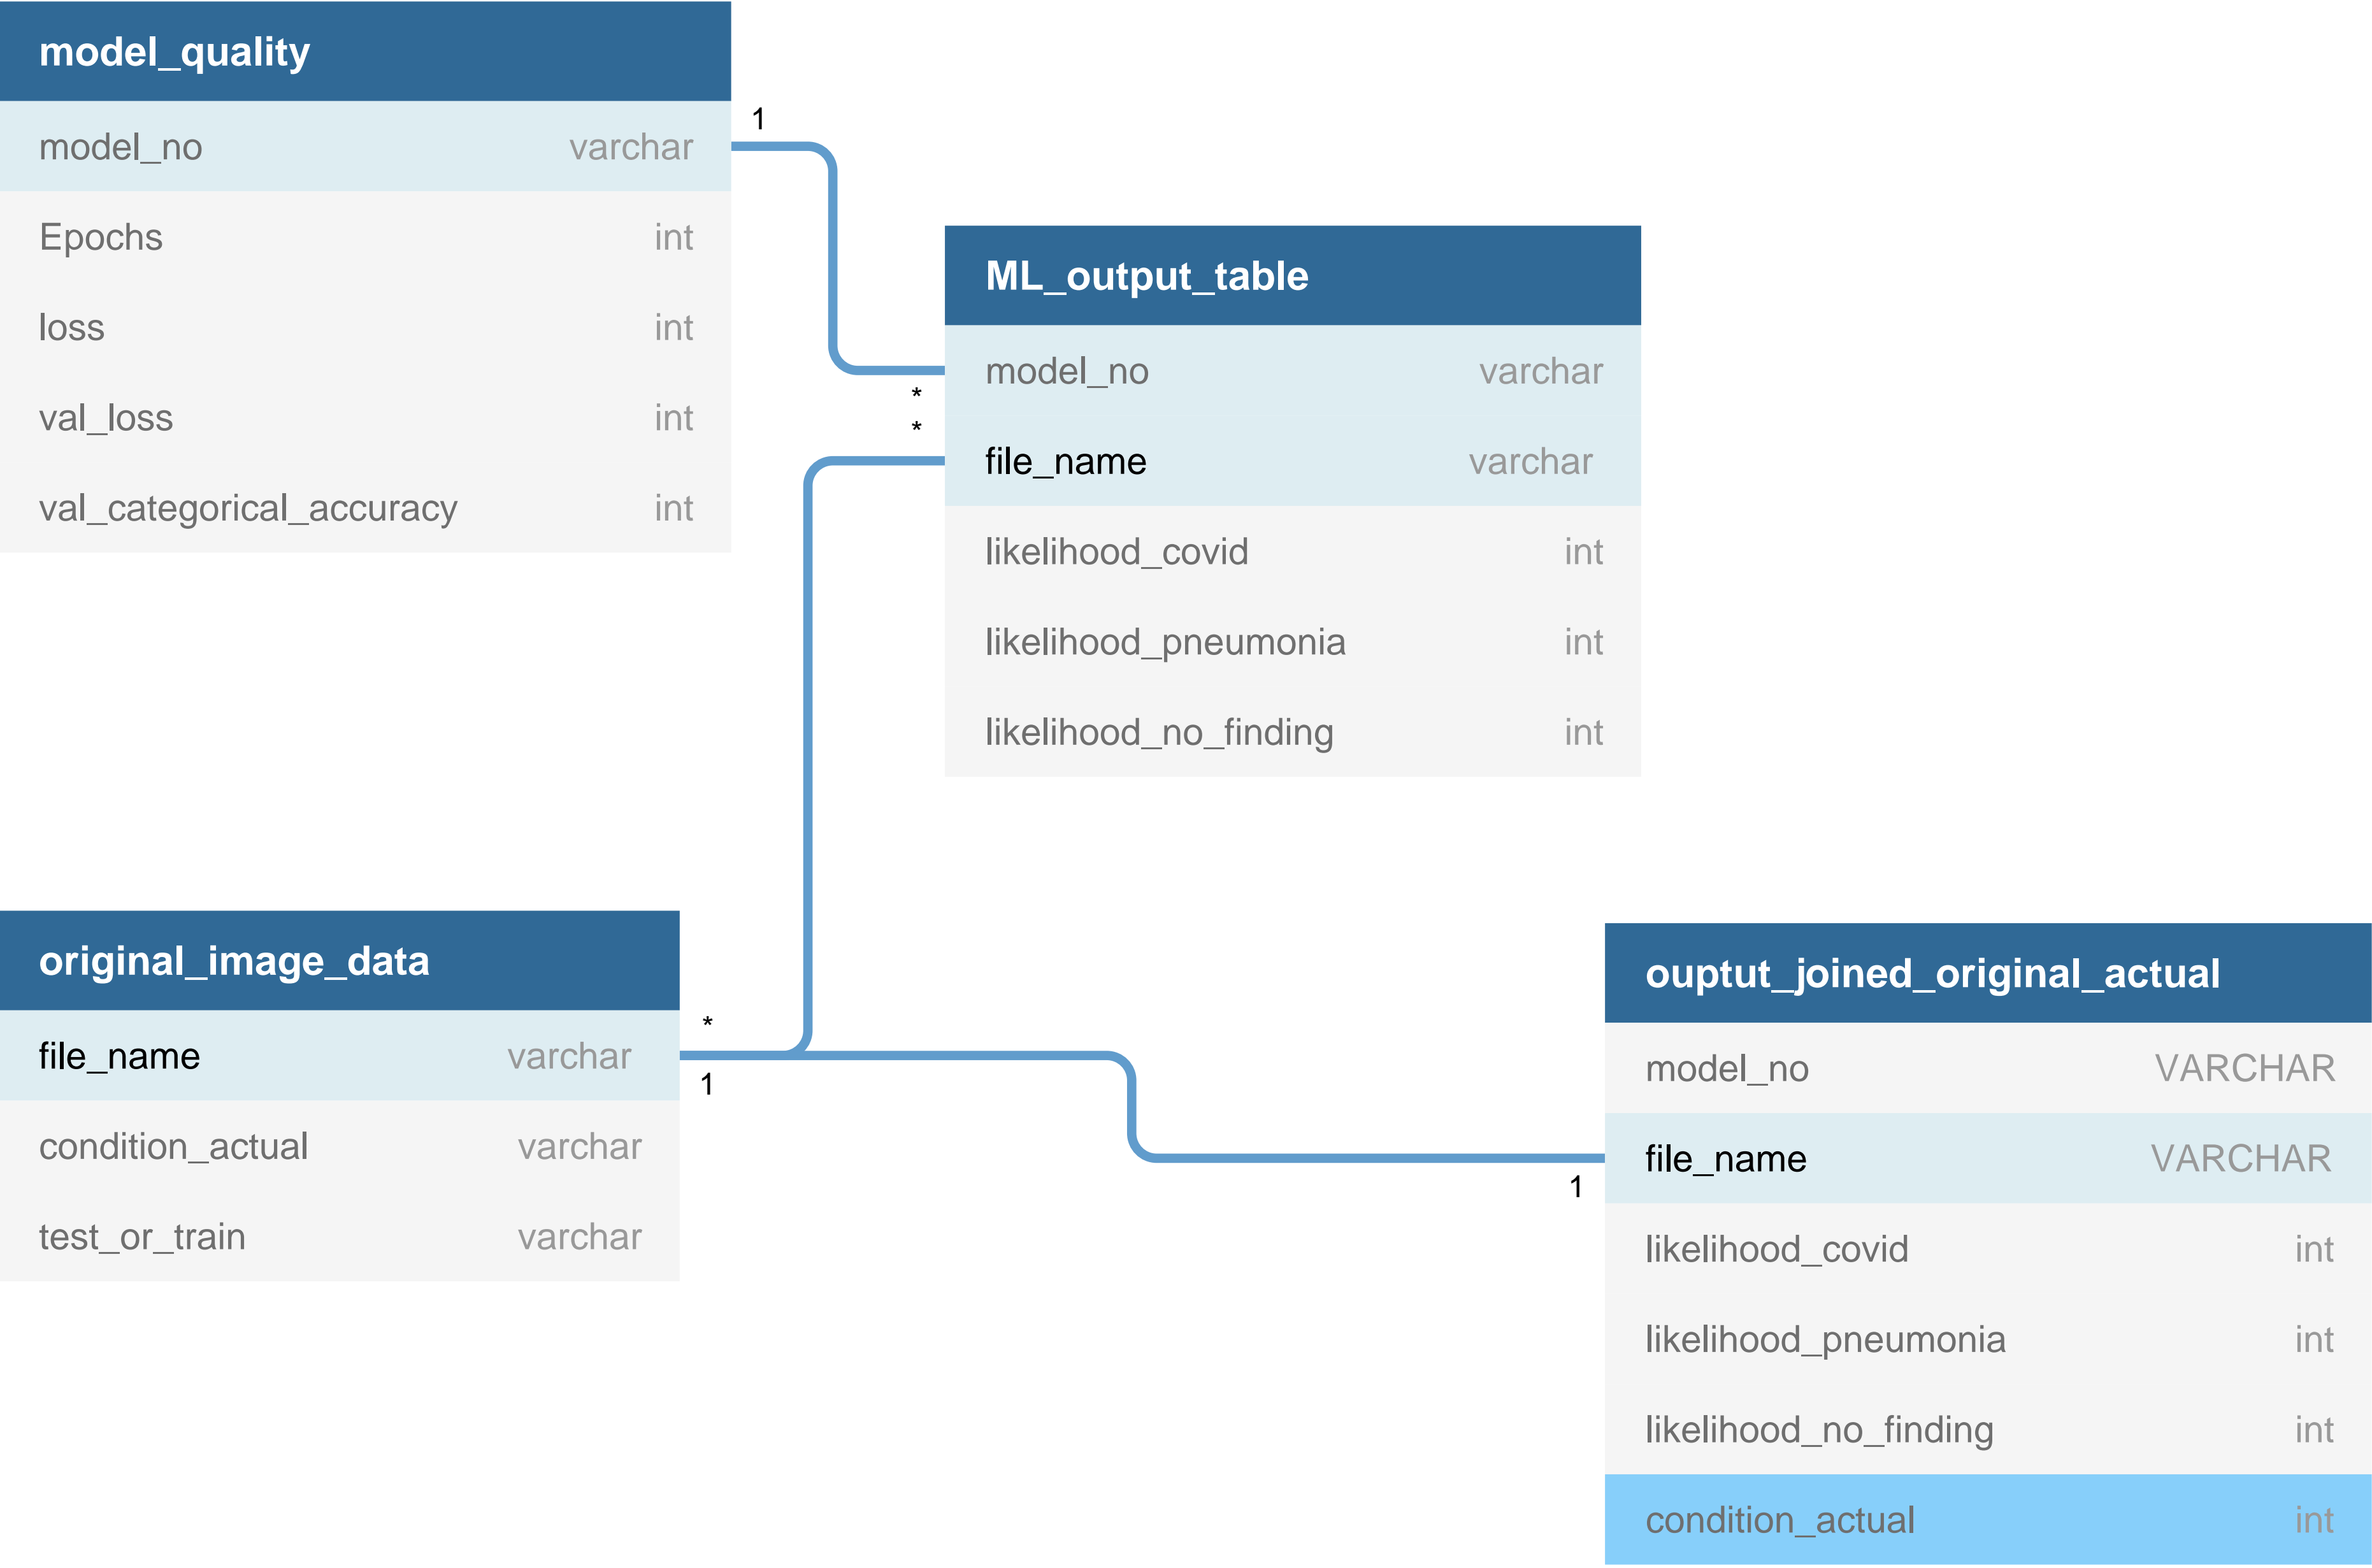 model_quality
model_no varchar
Epochs int
loss int
val_loss int
val_categorical_accuracy int
1
ML_output_table
model_no varchar
file_name varchar
likelihood_covid int
likelihood_pneumonia int
likelihood_no_finding int
*
*
original_image_data
file_name varchar
condition_actual varchar
test_or_train varchar
*
1
1
ouptut_joined_original_actual
model_no VARCHAR
file_name VARCHAR
likelihood_covid int
likelihood_pneumonia int
likelihood_no_finding int
condition_actual int